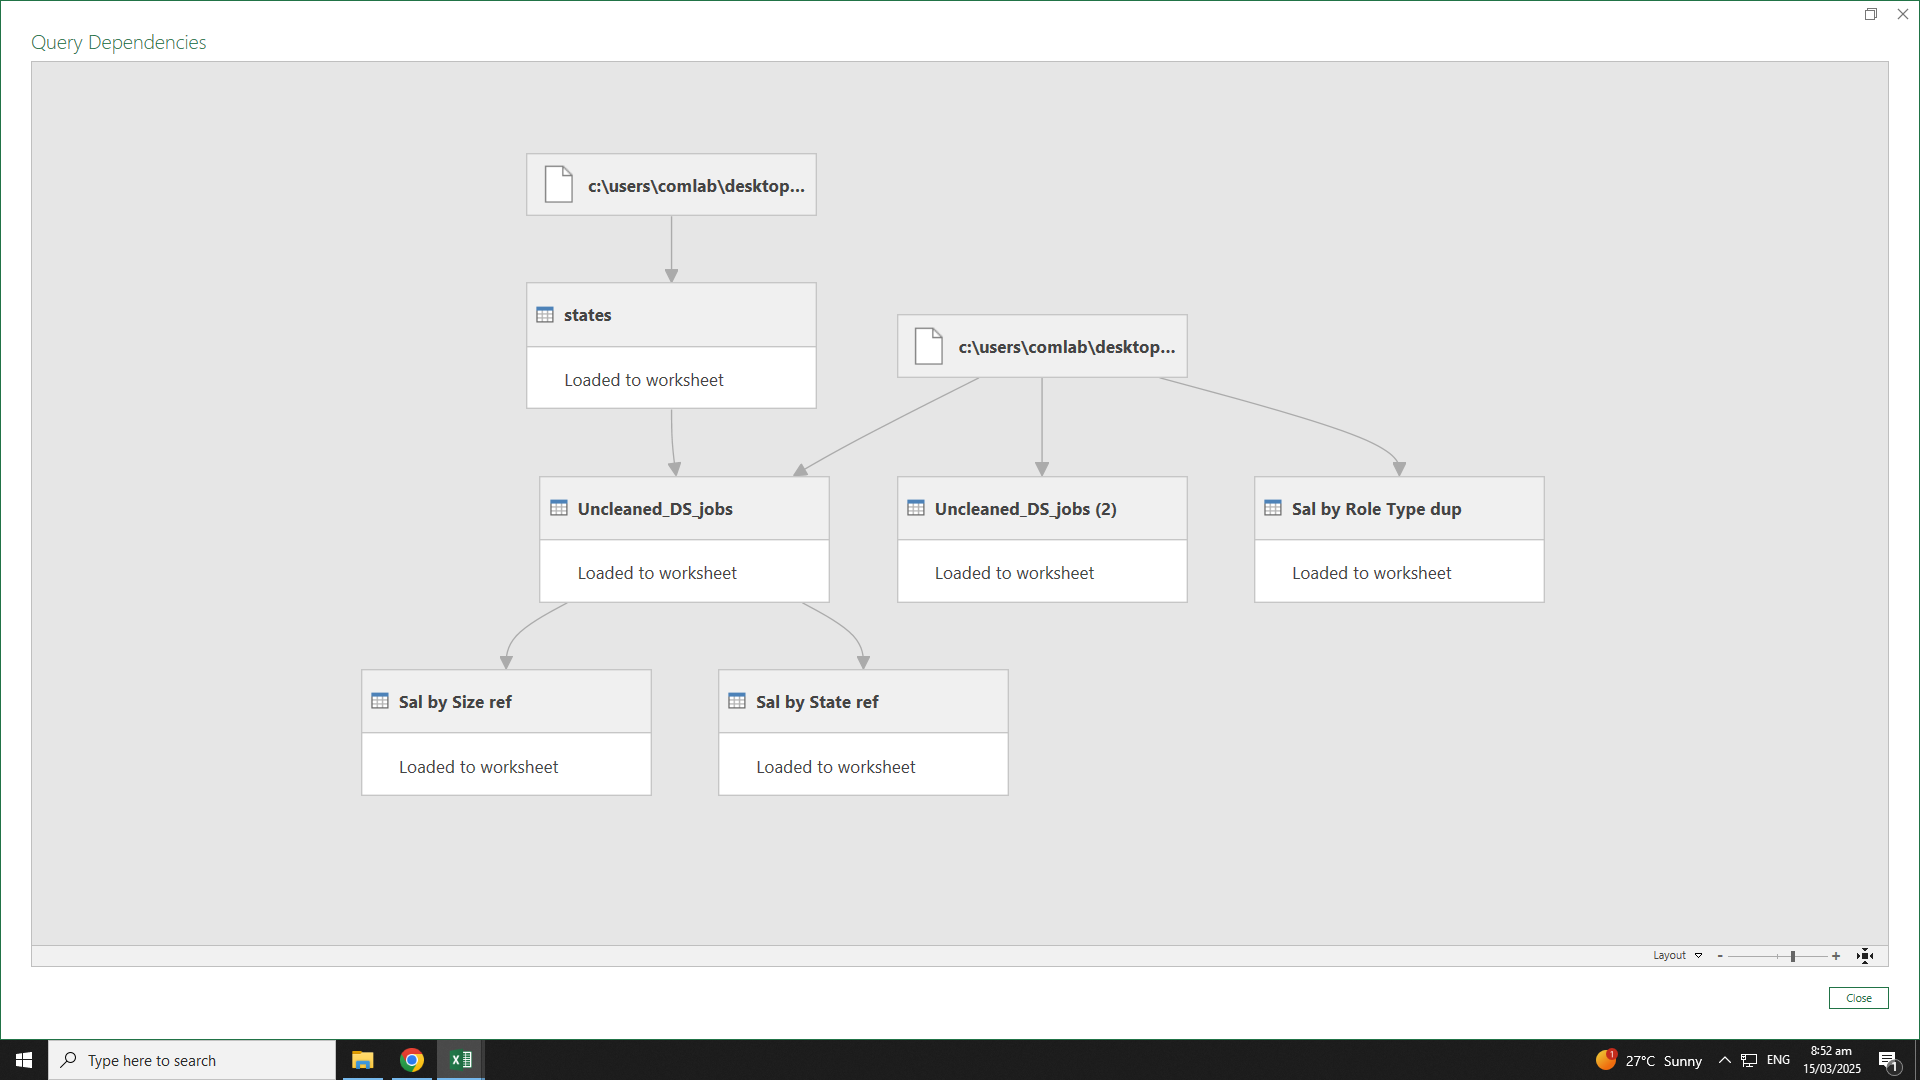 Query Dependencies
c:\users\comlab\desktop...
states
Loaded to worksheet
c:\users\comlab\desktop...
Uncleaned_DS_jobs
Loaded to worksheet
Uncleaned_DS_jobs (2)
Loaded to worksheet
Sal by Role Type dup
Loaded to worksheet
Sal by Size ref
Loaded to worksheet
Sal by State ref
Loaded to worksheet
Layout
- +
Close
Type here to search
1
27°C Sunny
ENG
8:52 am
15/03/2025
1